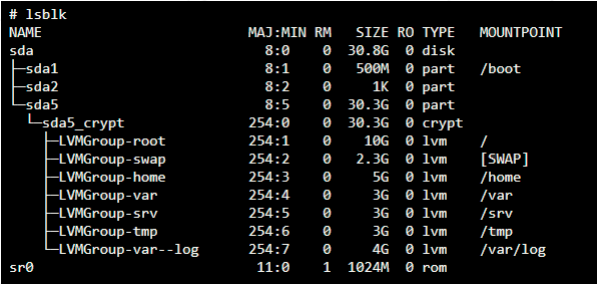 # lsblk
NAME                    MAJ:MIN RM  SIZE RO TYPE  MOUNTPOINT
sda                       8:0    0 30.8G  0 disk
├─sda1                    8:1    0  500M  0 part  /boot
├─sda2                    8:2    0    1K  0 part
└─sda5                    8:5    0 30.3G  0 part
  └─sda5_crypt          254:0    0 30.3G  0 crypt
    ├─LVMGroup-root     254:1    0   10G  0 lvm   /
    ├─LVMGroup-swap     254:2    0  2.3G  0 lvm   [SWAP]
    ├─LVMGroup-home     254:3    0    5G  0 lvm   /home
    ├─LVMGroup-var      254:4    0    3G  0 lvm   /var
    ├─LVMGroup-srv      254:5    0    3G  0 lvm   /srv
    ├─LVMGroup-tmp      254:6    0    3G  0 lvm   /tmp
    └─LVMGroup-var--log 254:7    0    4G  0 lvm   /var/log
sr0                      11:0    1 1024M  0 rom